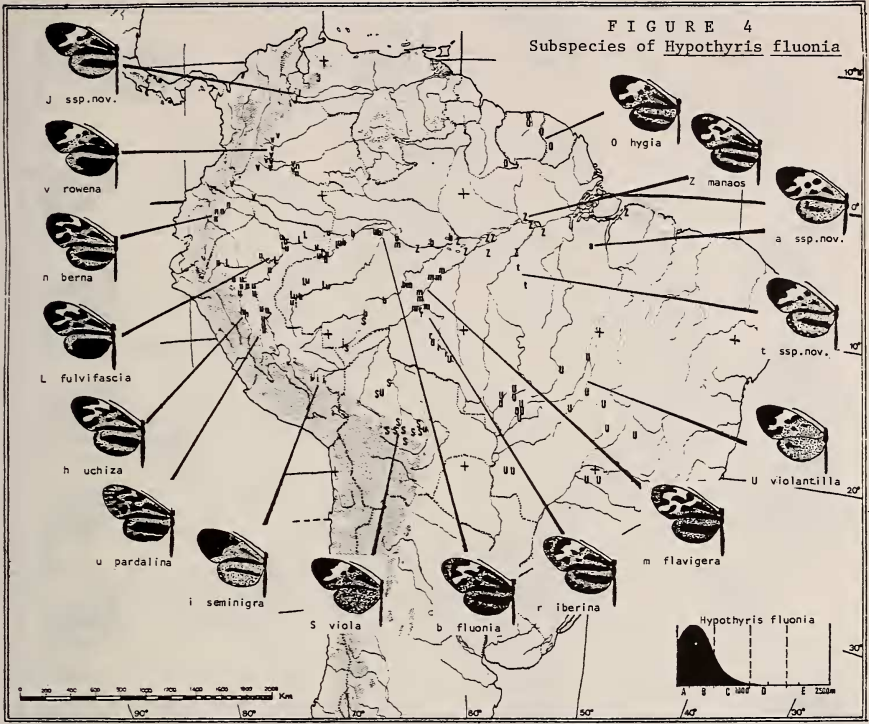 FIGURE 4
Subspecies of Hypothyris fluonia
J ssp.nov.
v rowena
n berna
L fulvifascia
h uchiza
u pardalina
i seminigra
S viola
b fluonia
r iberina
m flavigera
U violantilla
t ssp.nov.
a ssp.nov.
Z manaos
O hygia
10°
0°
10°
20°
30°
Hypothyris fluonia
A B C 1000 D E 2500m
Km
90° 80° 70° 60° 50° 40° 30°